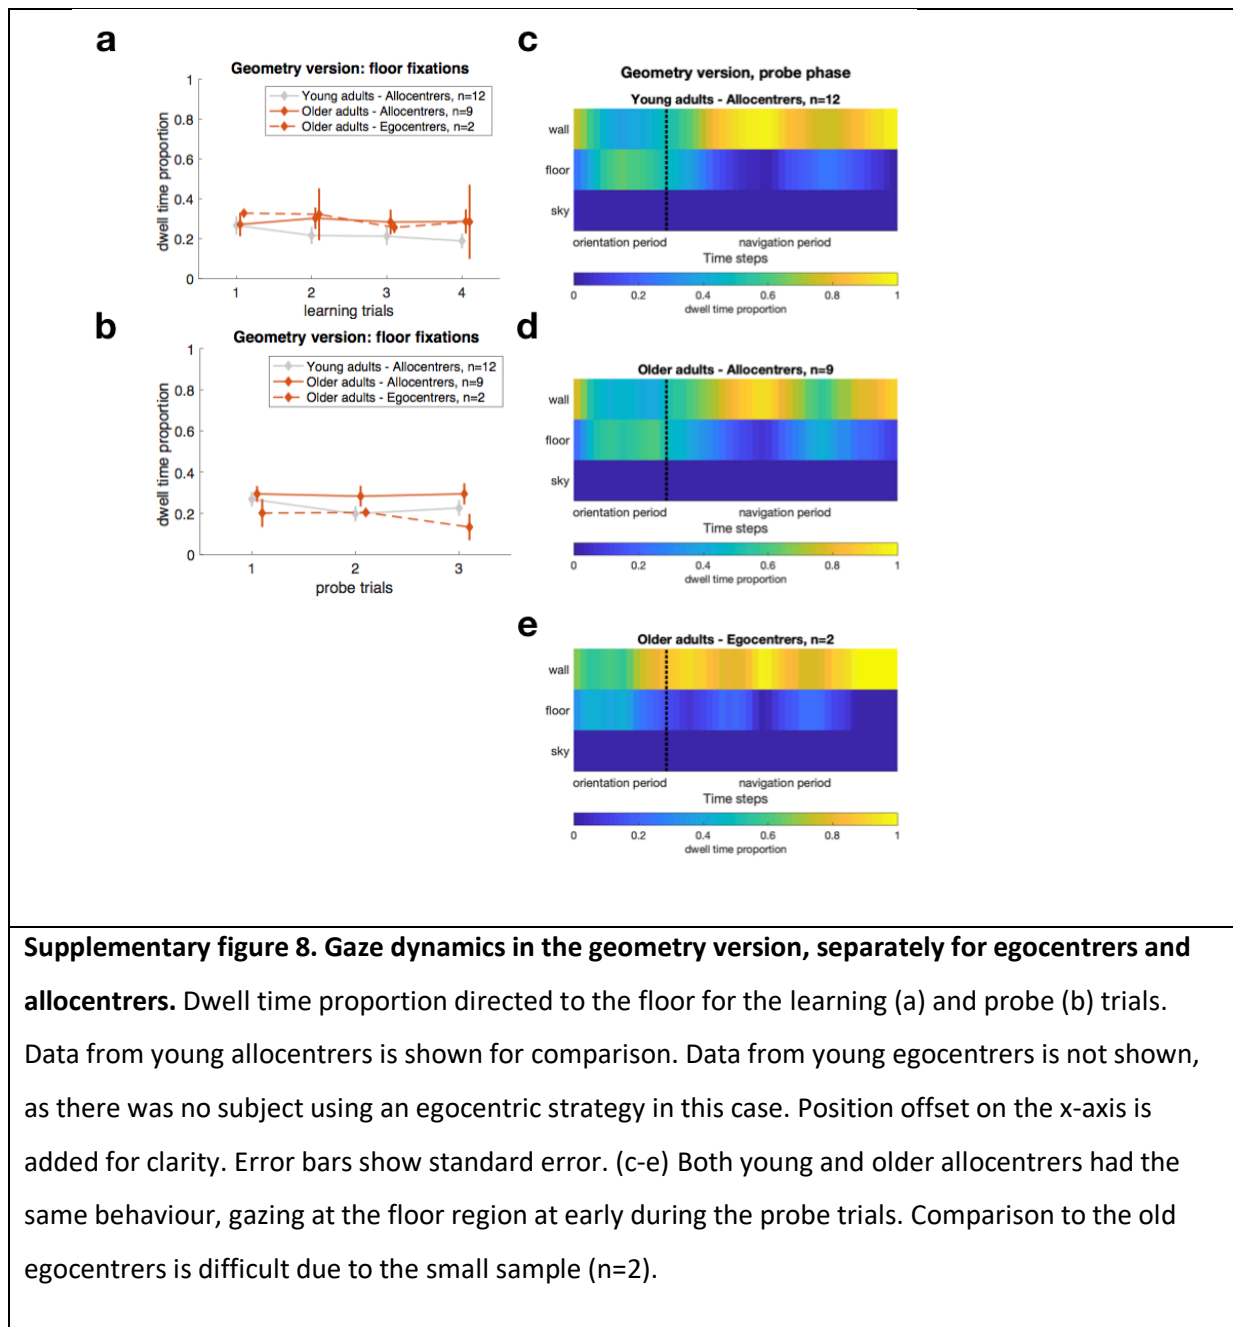 a
Geometry version: floor fixations
1
0.8
0.6
0.4
0.2
0
dwell time proportion
Young adults - Allocentrers, n=12
Older adults - Allocentrers, n=9
Older adults - Egocentrers, n=2
1 2 3 4
learning trials
b
Geometry version: floor fixations
1
0.8
0.6
0.4
0.2
0
dwell time proportion
Young adults - Allocentrers, n=12
Older adults - Allocentrers, n=9
Older adults - Egocentrers, n=2
1 2 3
probe trials
c
Geometry version, probe phase
Young adults - Allocentrers, n=12
wall
floor
sky
orientation period navigation period
Time steps
0 0.2 0.4 0.6 0.8 1
dwell time proportion
d
Older adults - Allocentrers, n=9
wall
floor
sky
orientation period navigation period
Time steps
0 0.2 0.4 0.6 0.8 1
dwell time proportion
e
Older adults - Egocentrers, n=2
wall
floor
sky
orientation period navigation period
Time steps
0 0.2 0.4 0.6 0.8 1
dwell time proportion
Supplementary figure 8. Gaze dynamics in the geometry version, separately for egocentrers and
allocentrers. Dwell time proportion directed to the floor for the learning (a) and probe (b) trials.
Data from young allocentrers is shown for comparison. Data from young egocentrers is not shown,
as there was no subject using an egocentric strategy in this case. Position offset on the x-axis is
added for clarity. Error bars show standard error. (c-e) Both young and older allocentrers had the
same behaviour, gazing at the floor region at early during the probe trials. Comparison to the old
egocentrers is difficult due to the small sample (n=2).